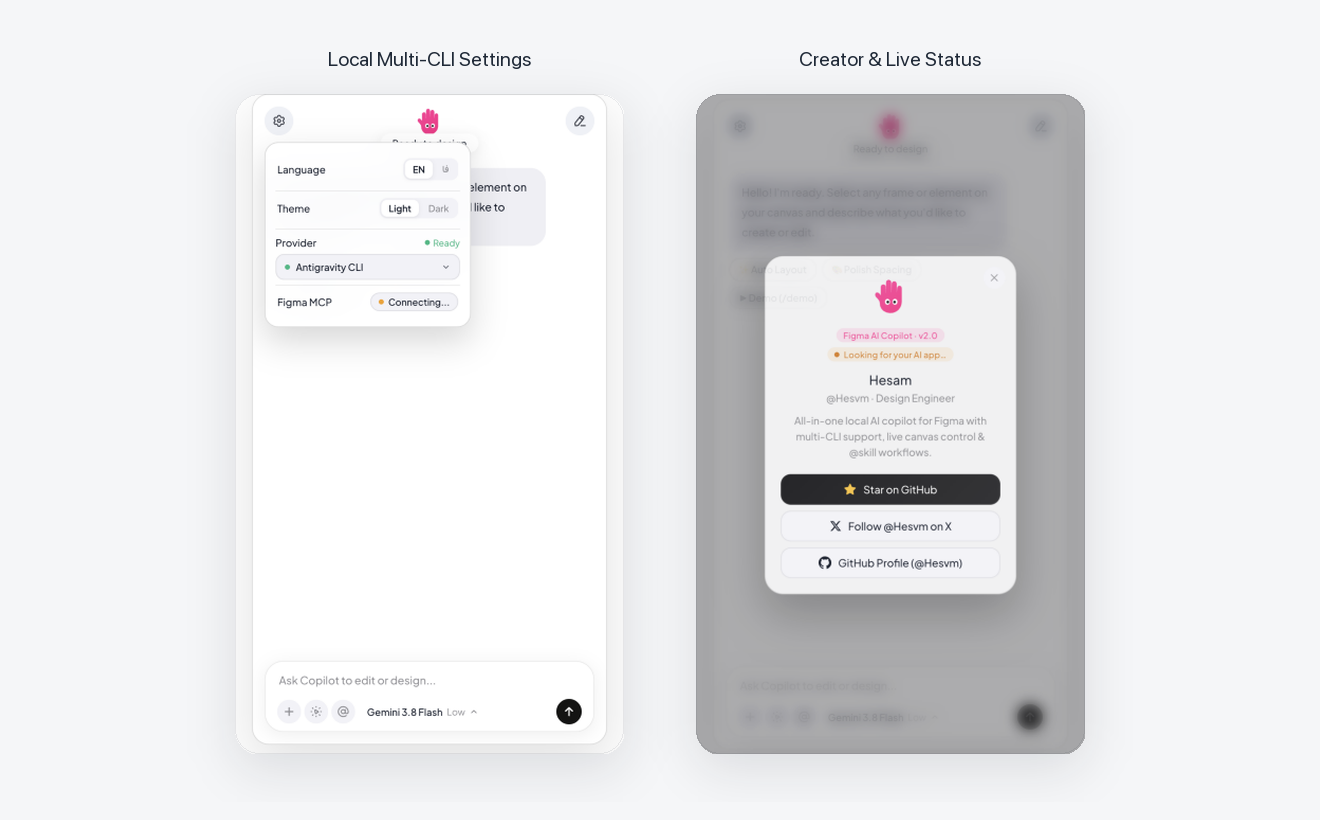 Local Multi-CLI Settings
Creator & Live Status
Ready to design
Language
EN
Theme
Light Dark
Provider
Ready
Antigravity CLI
Figma MCP
Connecting...
element on
like to
Ask Copilot to edit or design...
Gemini 3.8 Flash Low
Ready to design
Hello! I'm ready. Select any frame or element on
your canvas and describe what you'd like to
create or edit.
Auto Layout
Polish Spacing
Demo (/demo)
Figma AI Copilot · v2.0
Looking for your AI app...
Hesam
@Hesvm · Design Engineer
All-in-one local AI copilot for Figma with
multi-CLI support, live canvas control &
@skill workflows.
Star on GitHub
Follow @Hesvm on X
GitHub Profile (@Hesvm)
Ask Copilot to edit or design...
Gemini 3.8 Flash